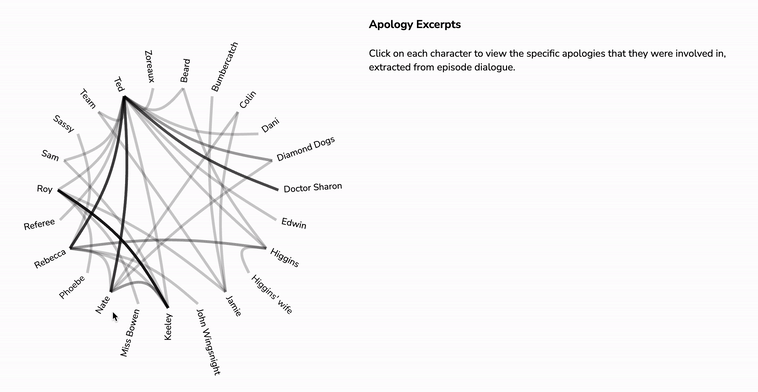 Apology Excerpts
Click on each character to view the specific apologies that they were involved in,
extracted from episode dialogue.
Ted
Zoreaux
Beard
Bumbercatch
Colin
Dani
Diamond Dogs
Doctor Sharon
Edwin
Higgins
Higgins' wife
Jamie
John Wingsnight
Keeley
Miss Bowen
Nate
Phoebe
Rebecca
Referee
Roy
Sam
Sassy
Team